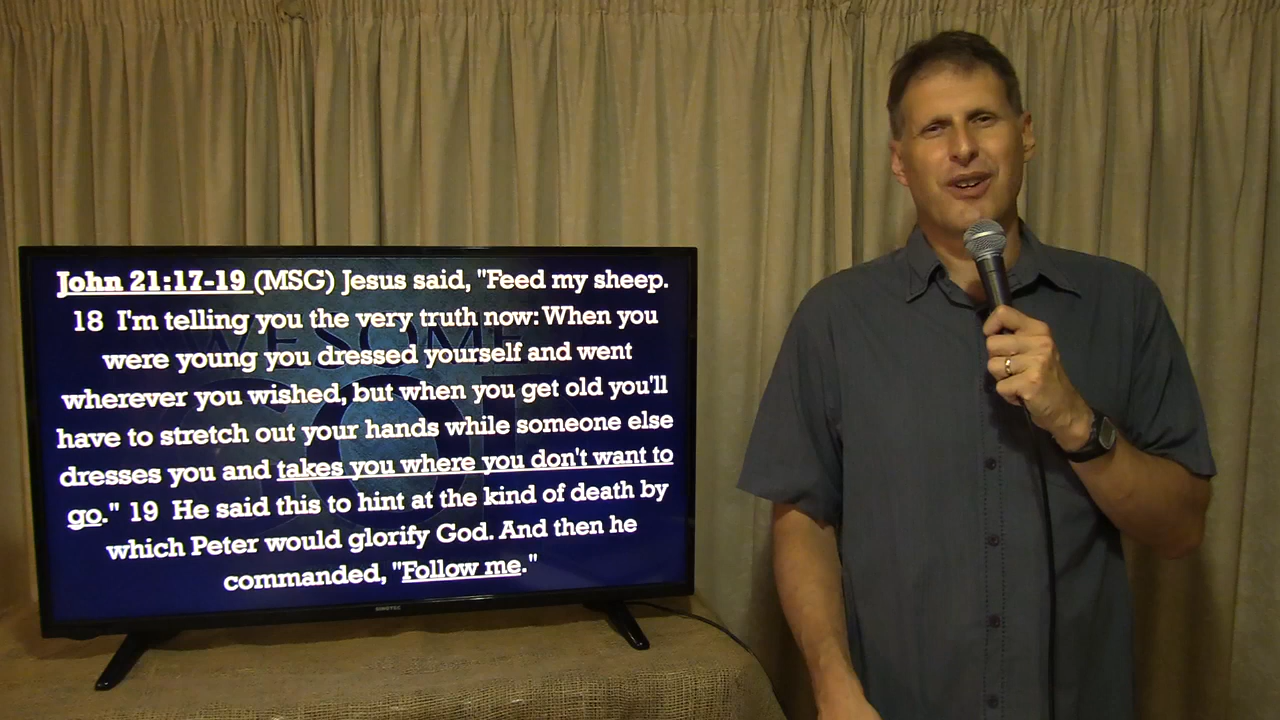 John 21:17-19 (MSG) Jesus said, "Feed my sheep.
18 I'm telling you the very truth now: When you
were young you dressed yourself and went
wherever you wished, but when you get old you'll
have to stretch out your hands while someone else
dresses you and takes you where you don't want to
go." 19 He said this to hint at the kind of death by
which Peter would glorify God. And then he
commanded, "Follow me."